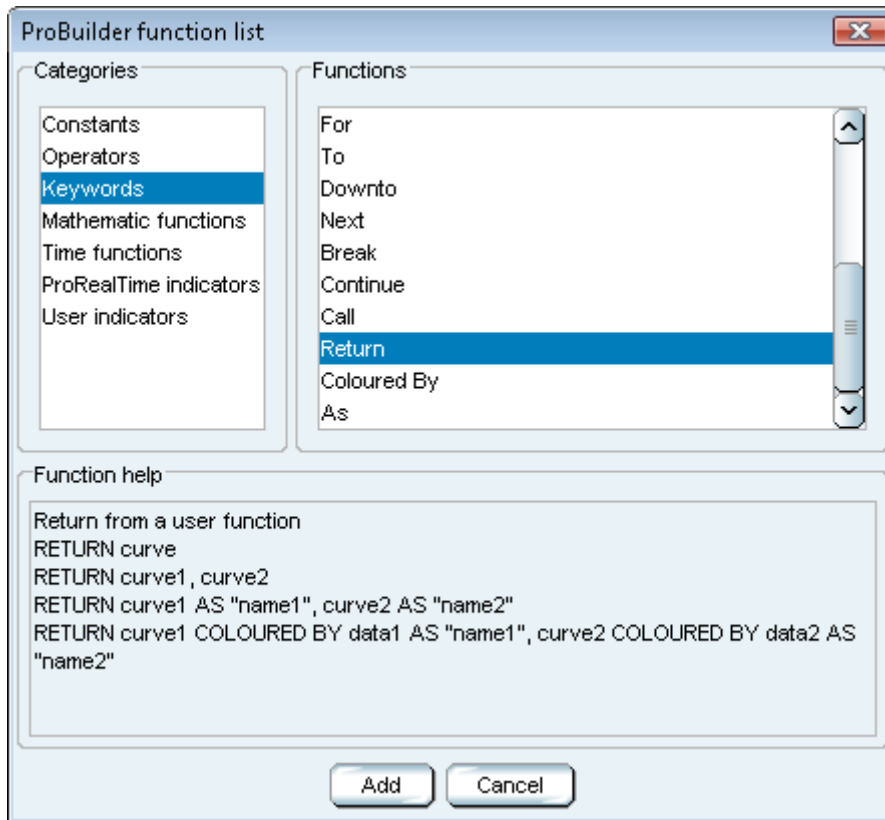 ProBuilder function list
Categories
Constants
Operators
Keywords
Mathematic functions
Time functions
ProRealTime indicators
User indicators
Functions
For
To
Downto
Next
Break
Continue
Call
Return
Coloured By
As
Function help
Return from a user function
RETURN curve
RETURN curve1, curve2
RETURN curve1 AS "name1", curve2 AS "name2"
RETURN curve1 COLOURED BY data1 AS "name1", curve2 COLOURED BY data2 AS
"name2"
Add
Cancel